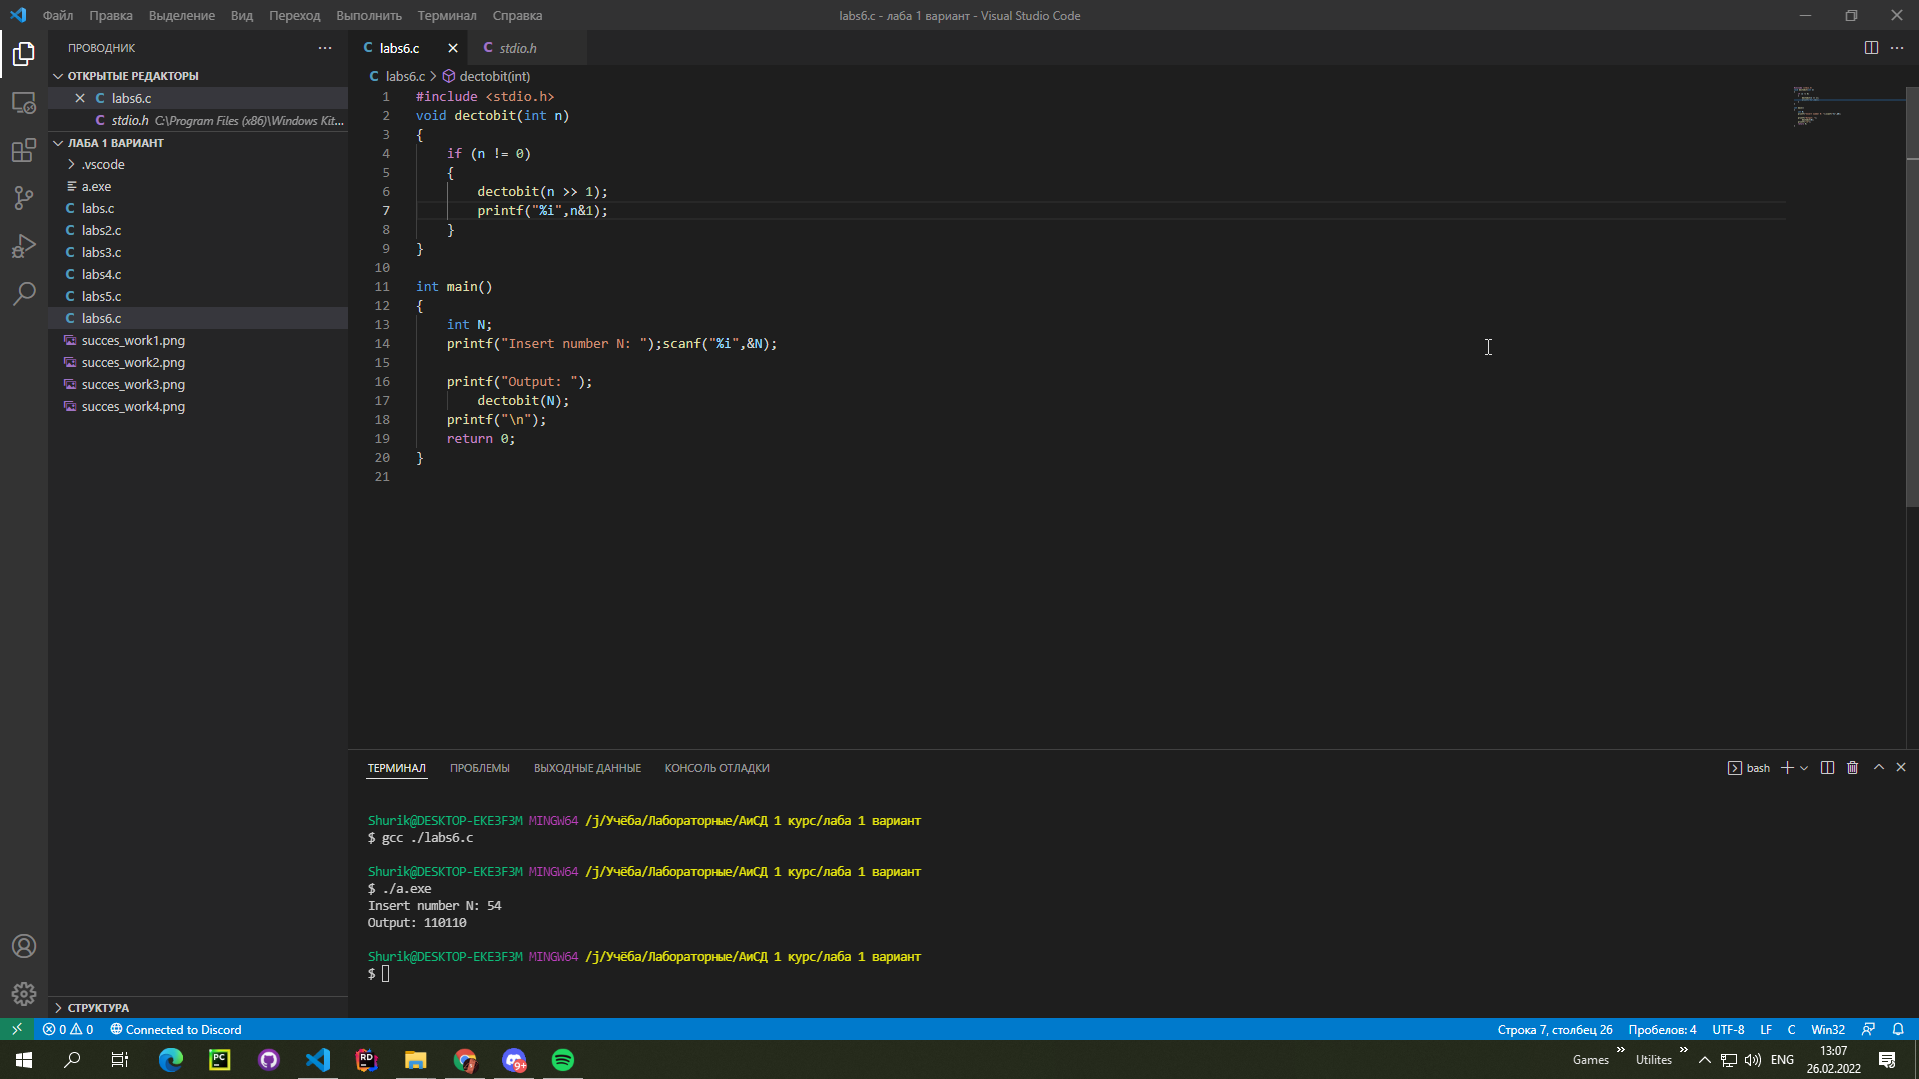 Файл Правка Выделение Вид Переход Выполнить Терминал Справка
labs6.c - лаба 1 вариант - Visual Studio Code
ПРОВОДНИК
ОТКРЫТЫЕ РЕДАКТОРЫ
C labs6.c
C stdio.h C:\Program Files (x86)\Windows Kit...
ЛАБА 1 ВАРИАНТ
.vscode
a.exe
C labs.c
C labs2.c
C labs3.c
C labs4.c
C labs5.c
C labs6.c
succes_work1.png
succes_work2.png
succes_work3.png
succes_work4.png
СТРУКТУРА
C labs6.c
C stdio.h
C labs6.c > dectobit(int)
1 #include <stdio.h>
2 void dectobit(int n)
3 {
4 if (n != 0)
5 {
6 dectobit(n >> 1);
7 printf("%i",n&1);
8 }
9 }
10
11 int main()
12 {
13 int N;
14 printf("Insert number N: ");scanf("%i",&N);
15
16 printf("Output: ");
17 dectobit(N);
18 printf("\n");
19 return 0;
20 }
21
ТЕРМИНАЛ ПРОБЛЕМЫ ВЫХОДНЫЕ ДАННЫЕ КОНСОЛЬ ОТЛАДКИ
bash
Shurik@DESKTOP-EKE3F3M MINGW64 /j/Учёба/Лабораторные/АиСД 1 курс/лаба 1 вариант
$ gcc ./labs6.c
Shurik@DESKTOP-EKE3F3M MINGW64 /j/Учёба/Лабораторные/АиСД 1 курс/лаба 1 вариант
$ ./a.exe
Insert number N: 54
Output: 110110
Shurik@DESKTOP-EKE3F3M MINGW64 /j/Учёба/Лабораторные/АиСД 1 курс/лаба 1 вариант
$
0 0 Connected to Discord
Строка 7, столбец 26 Пробелов: 4 UTF-8 LF C Win32
PC RD 9+
Games » Utilites » ENG
13:07
26.02.2022